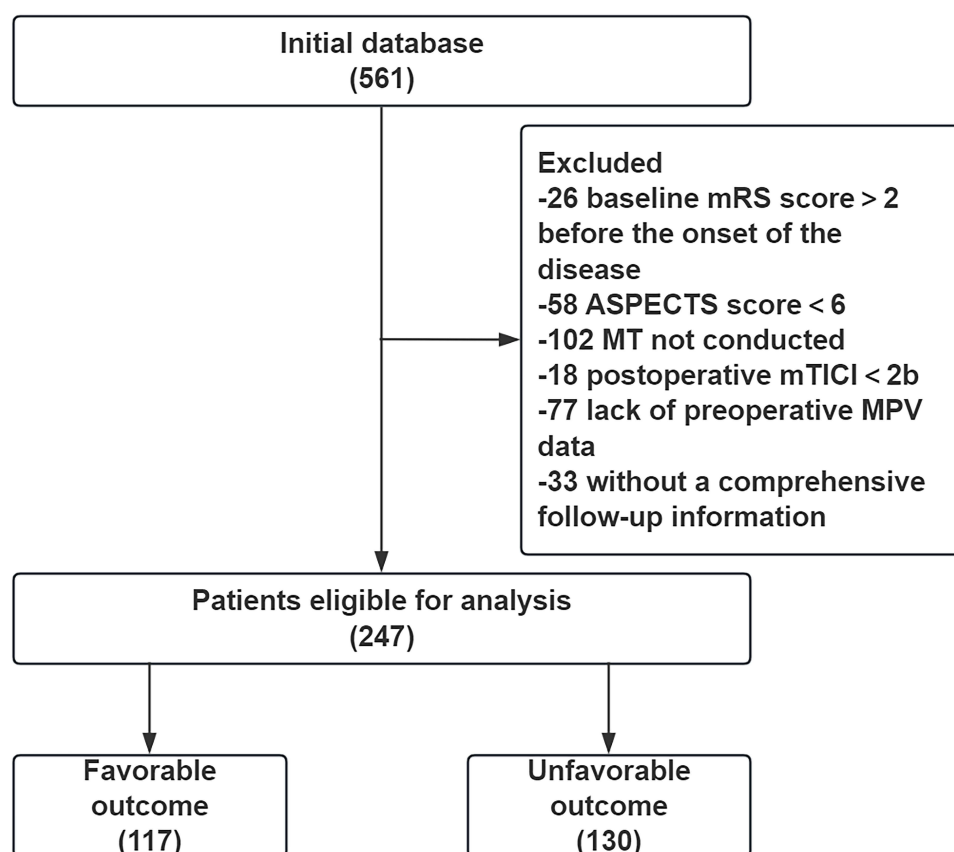 Initial database
(561)
Excluded
-26 baseline mRS score > 2
before the onset of the
disease
-58 ASPECTS score < 6
-102 MT not conducted
-18 postoperative mTICI < 2b
-77 lack of preoperative MPV
data
-33 without a comprehensive
follow-up information
Patients eligible for analysis
(247)
Favorable
outcome
(117)
Unfavorable
outcome
(130)